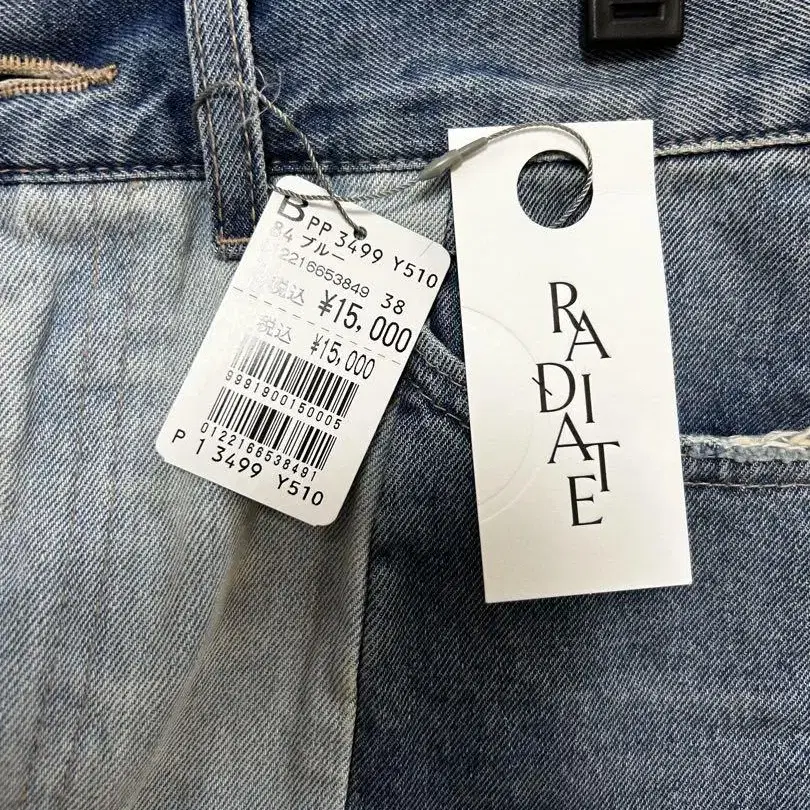 B
PP 3499 Y510
84 ブルー
2216653849 38
税込 ¥15,000
税込 ¥15,000
9991900150005
0122166538491
P 1 3499 Y510
RADIATE